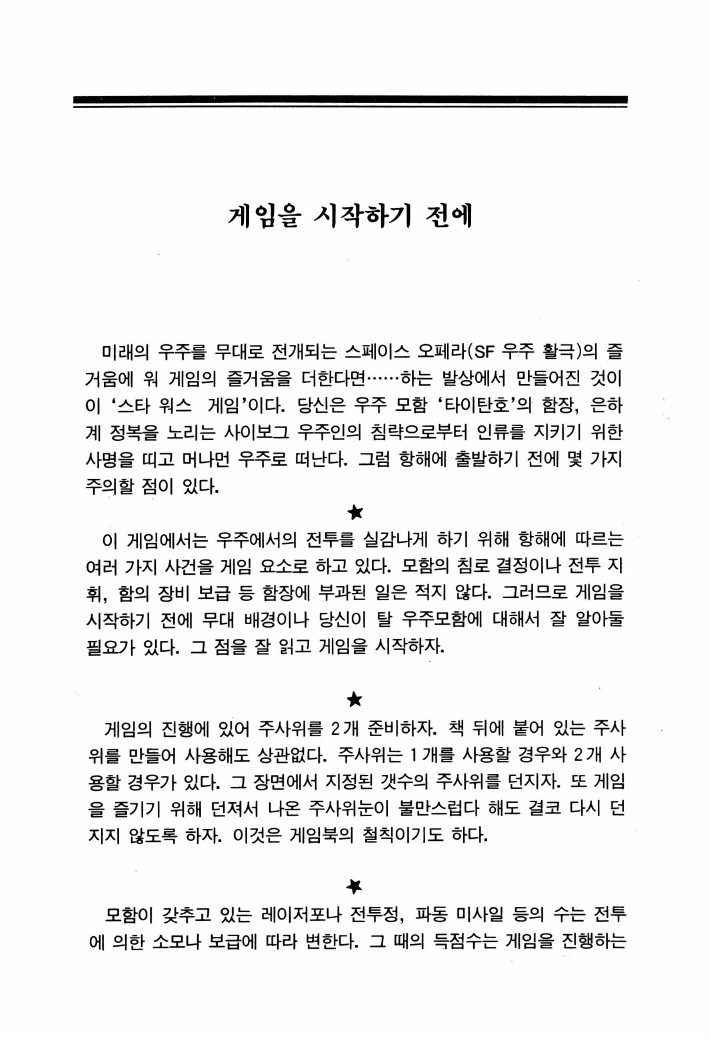 게임을 시작하기 전에
미래의 우주를 무대로 전개되는 스페이스 오페라(SF 우주 활극)의 즐
거움에 워 게임의 즐거움을 더한다면……하는 발상에서 만들어진 것이
이 ‘스타 워스 게임’이다. 당신은 우주 모함 ‘타이탄호’의 함장, 은하
계 정복을 노리는 사이보그 우주인의 침략으로부터 인류를 지키기 위한
사명을 띠고 머나먼 우주로 떠난다. 그럼 항해에 출발하기 전에 몇 가지
주의할 점이 있다.
★
이 게임에서는 우주에서의 전투를 실감나게 하기 위해 항해에 따르는
여러 가지 사건을 게임 요소로 하고 있다. 모함의 침로 결정이나 전투 지
휘, 함의 장비 보급 등 함장에 부과된 일은 적지 않다. 그러므로 게임을
시작하기 전에 무대 배경이나 당신이 탈 우주모함에 대해서 잘 알아둘
필요가 있다. 그 점을 잘 읽고 게임을 시작하자.
★
게임의 진행에 있어 주사위를 2개 준비하자. 책 뒤에 붙어 있는 주사
위를 만들어 사용해도 상관없다. 주사위는 1개를 사용할 경우와 2개 사
용할 경우가 있다. 그 장면에서 지정된 갯수의 주사위를 던지자. 또 게임
을 즐기기 위해 던져서 나온 주사위눈이 불만스럽다 해도 결코 다시 던
지지 않도록 하자. 이것은 게임북의 철칙이기도 하다.
★
모함이 갖추고 있는 레이저포나 전투정, 파동 미사일 등의 수는 전투
에 의한 소모나 보급에 따라 변한다. 그 때의 득점수는 게임을 진행하는